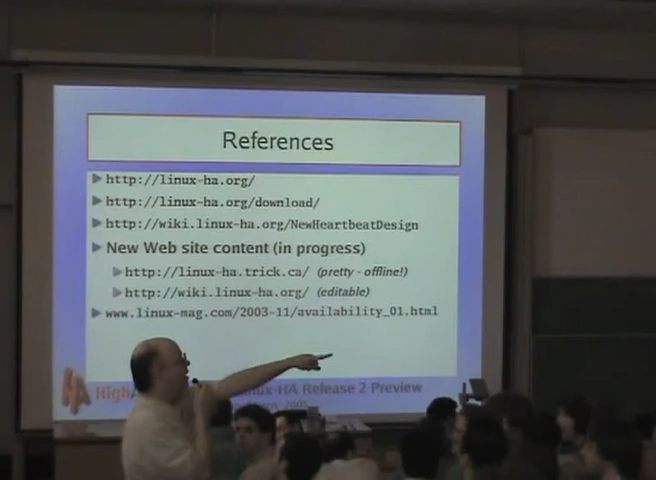 References
http://linux-ha.org/
http://linux-ha.org/download/
http://wiki.linux-ha.org/NewHeartbeatDesign
New Web site content (in progress)
http://linux-ha.trick.ca/ (pretty - offline!)
http://wiki.linux-ha.org/ (editable)
www.linux-mag.com/2003-11/availability_01.html
HA High
Linux-HA Release 2 Preview